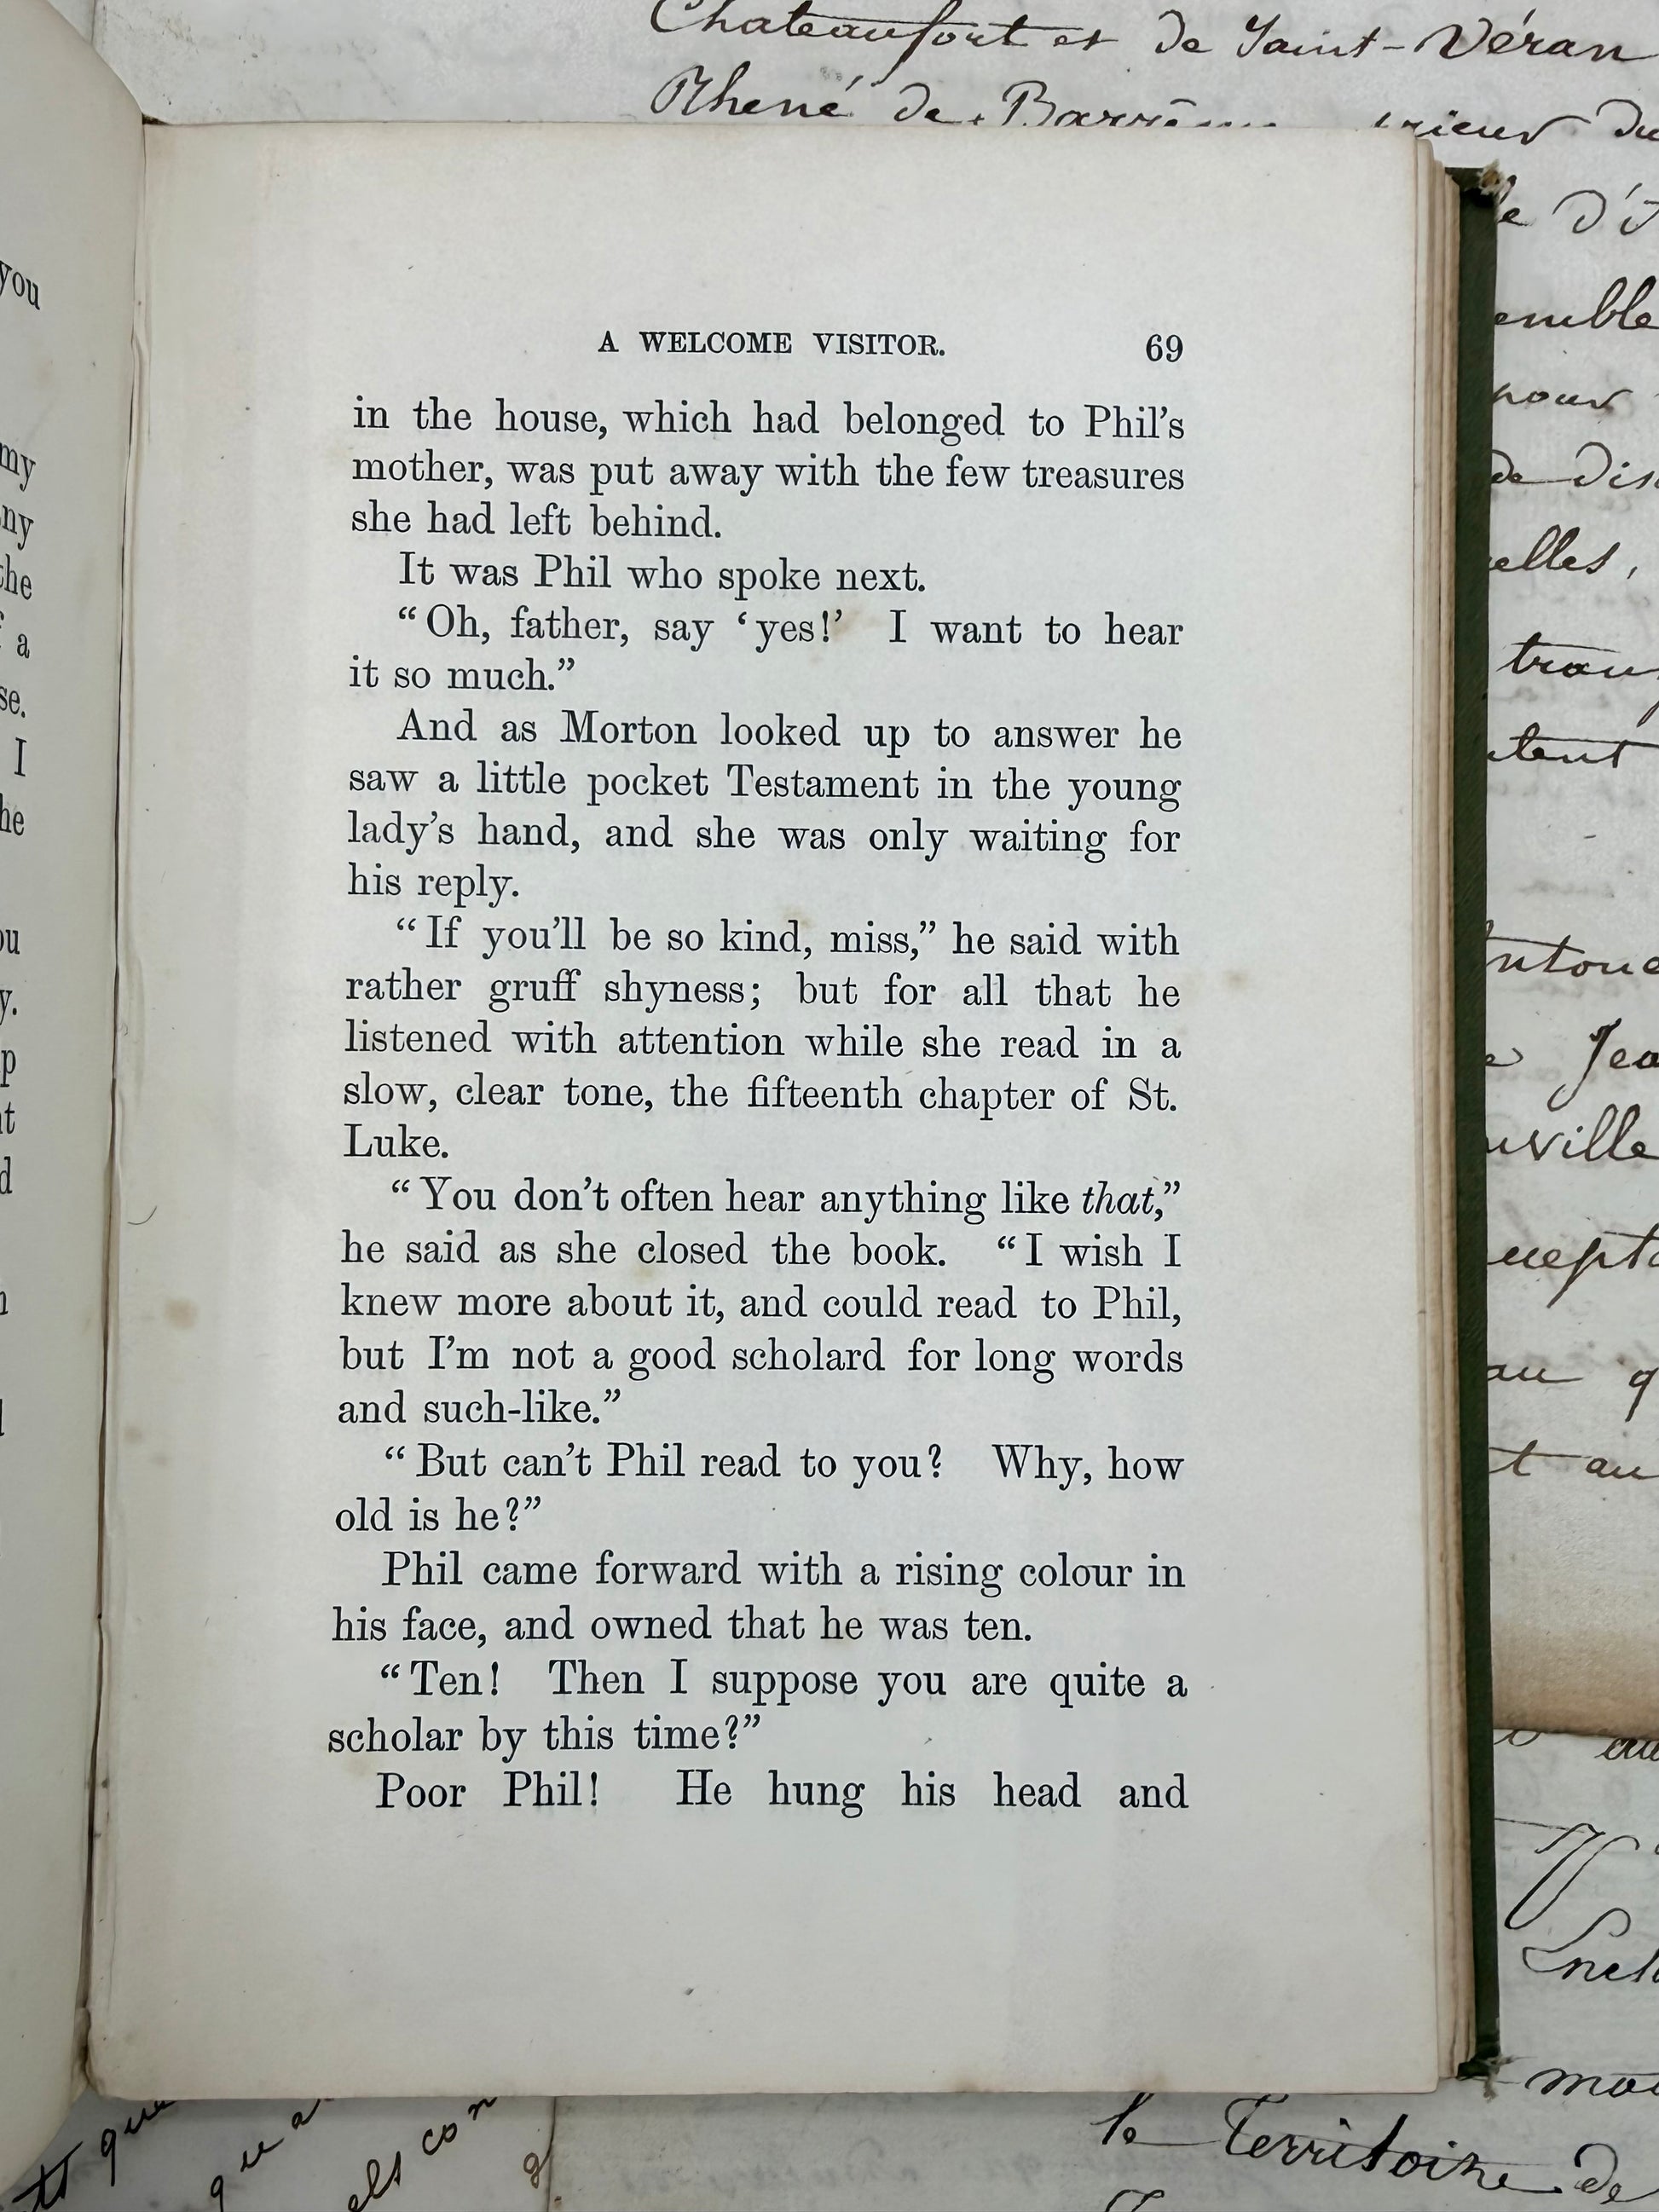 A WELCOME VISITOR. 69
in the house, which had belonged to Phil's
mother, was put away with the few treasures
she had left behind.
It was Phil who spoke next.
“Oh, father, say ‘yes!’ I want to hear
it so much.”
And as Morton looked up to answer he
saw a little pocket Testament in the young
lady's hand, and she was only waiting for
his reply.
“If you'll be so kind, miss,” he said with
rather gruff shyness; but for all that he
listened with attention while she read in a
slow, clear tone, the fifteenth chapter of St.
Luke.
“You don't often hear anything like that,”
he said as she closed the book. “I wish I
knew more about it, and could read to Phil,
but I'm not a good scholard for long words
and such-like.”
“But can't Phil read to you? Why, how
old is he?”
Phil came forward with a rising colour in
his face, and owned that he was ten.
“Ten! Then I suppose you are quite a
scholar by this time?”
Poor Phil! He hung his head and
you
my
the
a
I
Chateaufort et de Saint-Véran
Rhené de
du
pour
ville
au
le Territoire de